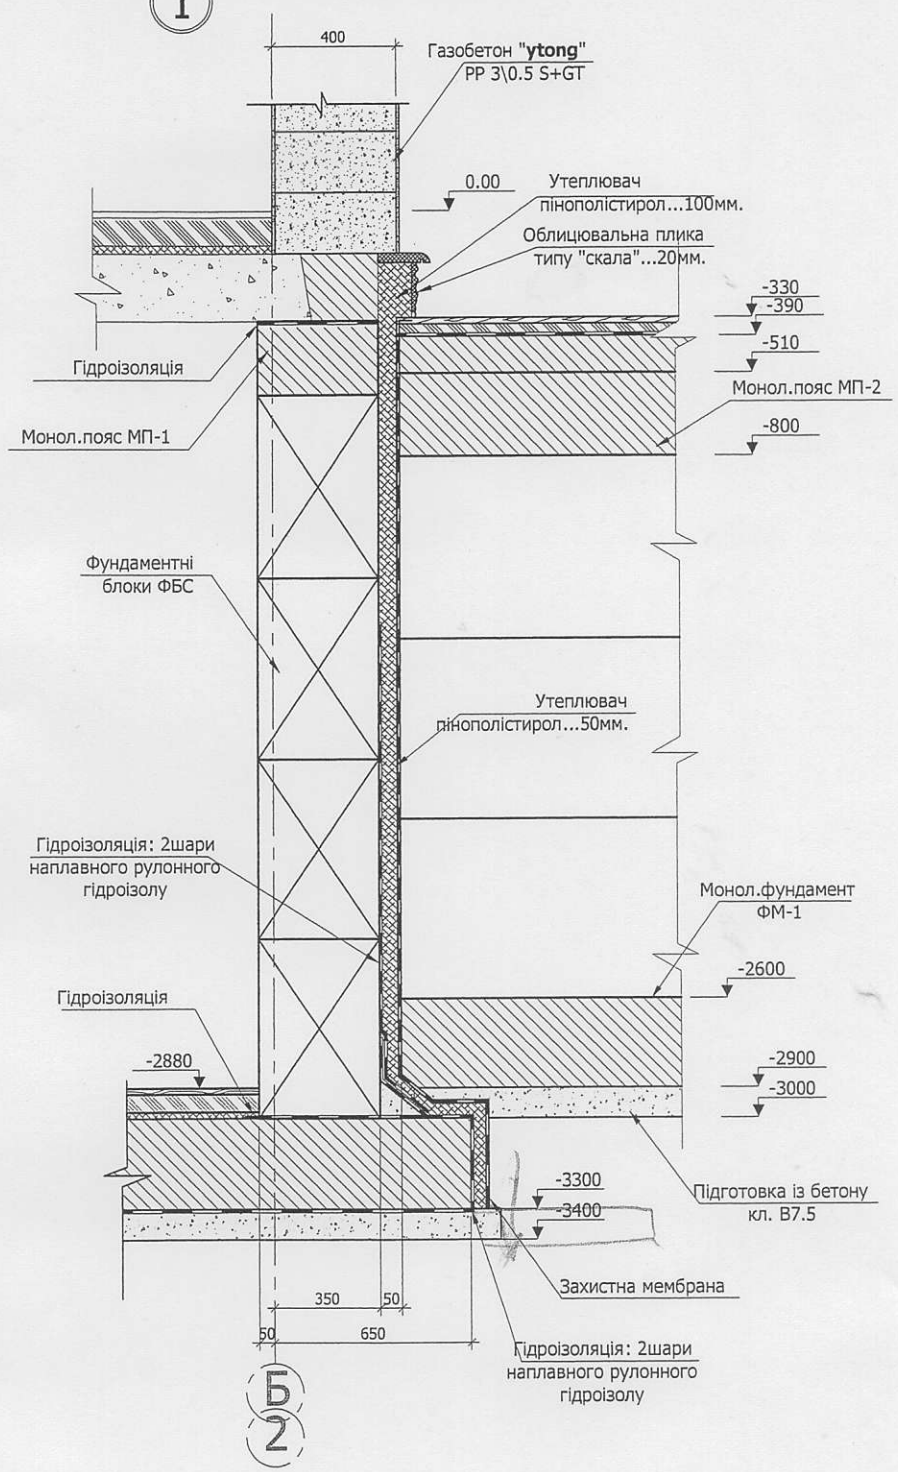 1
400
Газобетон "ytong"
PP 3\0.5 S+GT
0.00
Утеплювач
пінополістирол...100мм.
Облицювальна плика
типу "скала"...20мм.
-330
-390
-510
Гідроізоляція
Монол.пояс МП-2
-800
Монол.пояс МП-1
Фундаментні
блоки ФБС
Утеплювач
пінополістирол...50мм.
Гідроізоляція: 2шари
наплавного рулонного
гідроізолу
Монол.фундамент
ФМ-1
-2600
Гідроізоляція
-2880
-2900
-3000
-3300
-3400
Підготовка із бетону
кл. В7.5
Захистна мембрана
350
50
50
650
Гідроізоляція: 2шари
наплавного рулонного
гідроізолу
Б
2